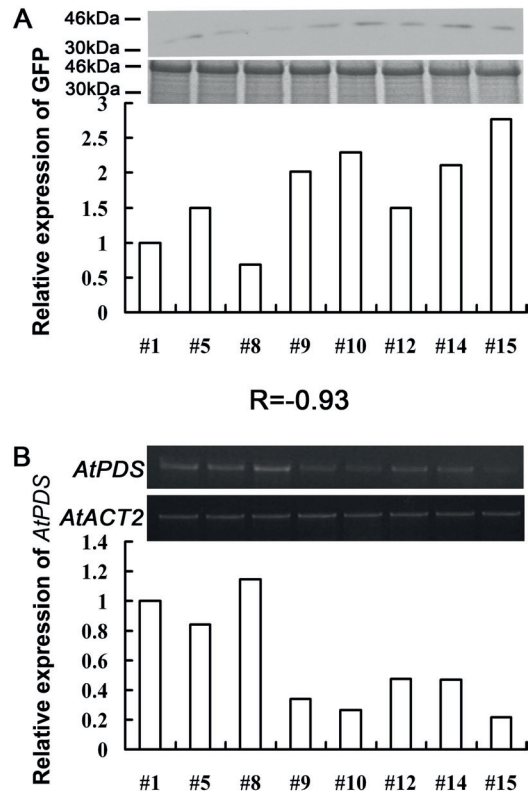 A
46kDa
30kDa
46kDa
30kDa
Relative expression of GFP
3
2.5
2
1.5
1
0.5
0
#1 #5 #8 #9 #10 #12 #14 #15
R=-0.93
B
AtPDS
AtACT2
Relative expression of AtPDS
1.4
1.2
1
0.8
0.6
0.4
0.2
0
#1 #5 #8 #9 #10 #12 #14 #15